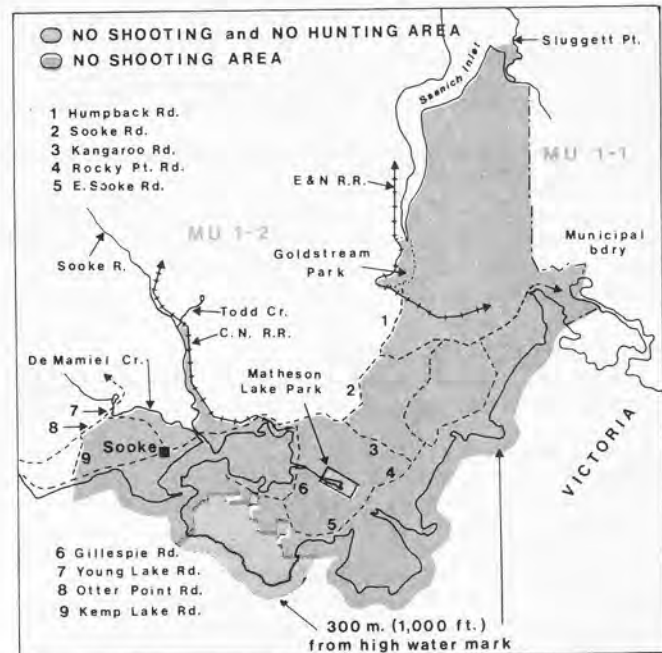 NO SHOOTING and NO HUNTING AREA
NO SHOOTING AREA
Sluggett Pt.
Saanich Inlet
1 Humpback Rd.
2 Sooke Rd.
3 Kangaroo Rd.
4 Rocky Pt. Rd.
5 E. Sooke Rd.
MU 1-1
E&N R.R.
MU 1-2
Sooke R.
Goldstream
Park
Municipal
bdry
Todd Cr.
C.N. R.R.
1
De Mamiel Cr.
Matheson
Lake Park
2
7
8
Sooke
9
3
4
6
5
VICTORIA
6 Gillespie Rd.
7 Young Lake Rd.
8 Otter Point Rd.
9 Kemp Lake Rd.
300 m. (1,000 ft.)
from high water mark